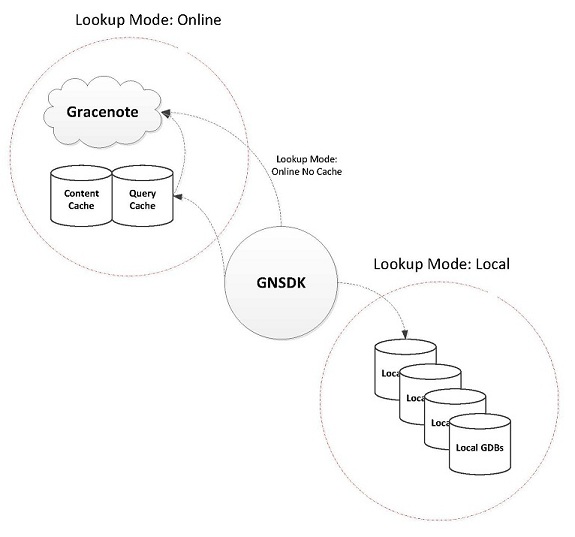 Lookup Mode: Online
Gracenote
Lookup Mode:
Online No Cache
Content
Cache
Query
Cache
GNSDK
Lookup Mode: Local
Loca
Loca
Loca
Local GDBs